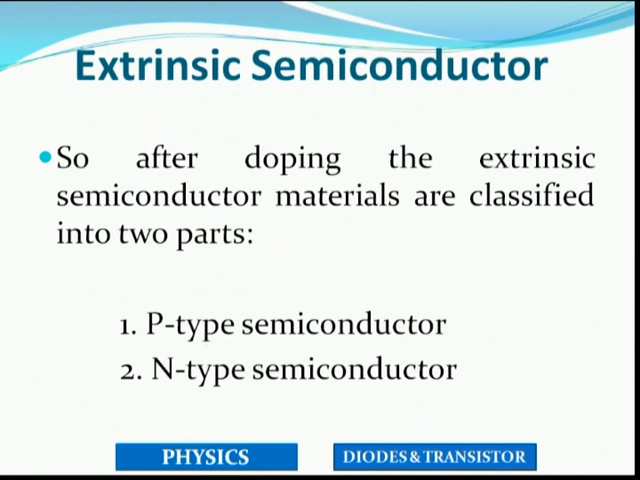 Extrinsic Semiconductor
So after doping the extrinsic
semiconductor materials are classified
into two parts:
1. P-type semiconductor
2. N-type semiconductor
PHYSICS
DIODES & TRANSISTOR